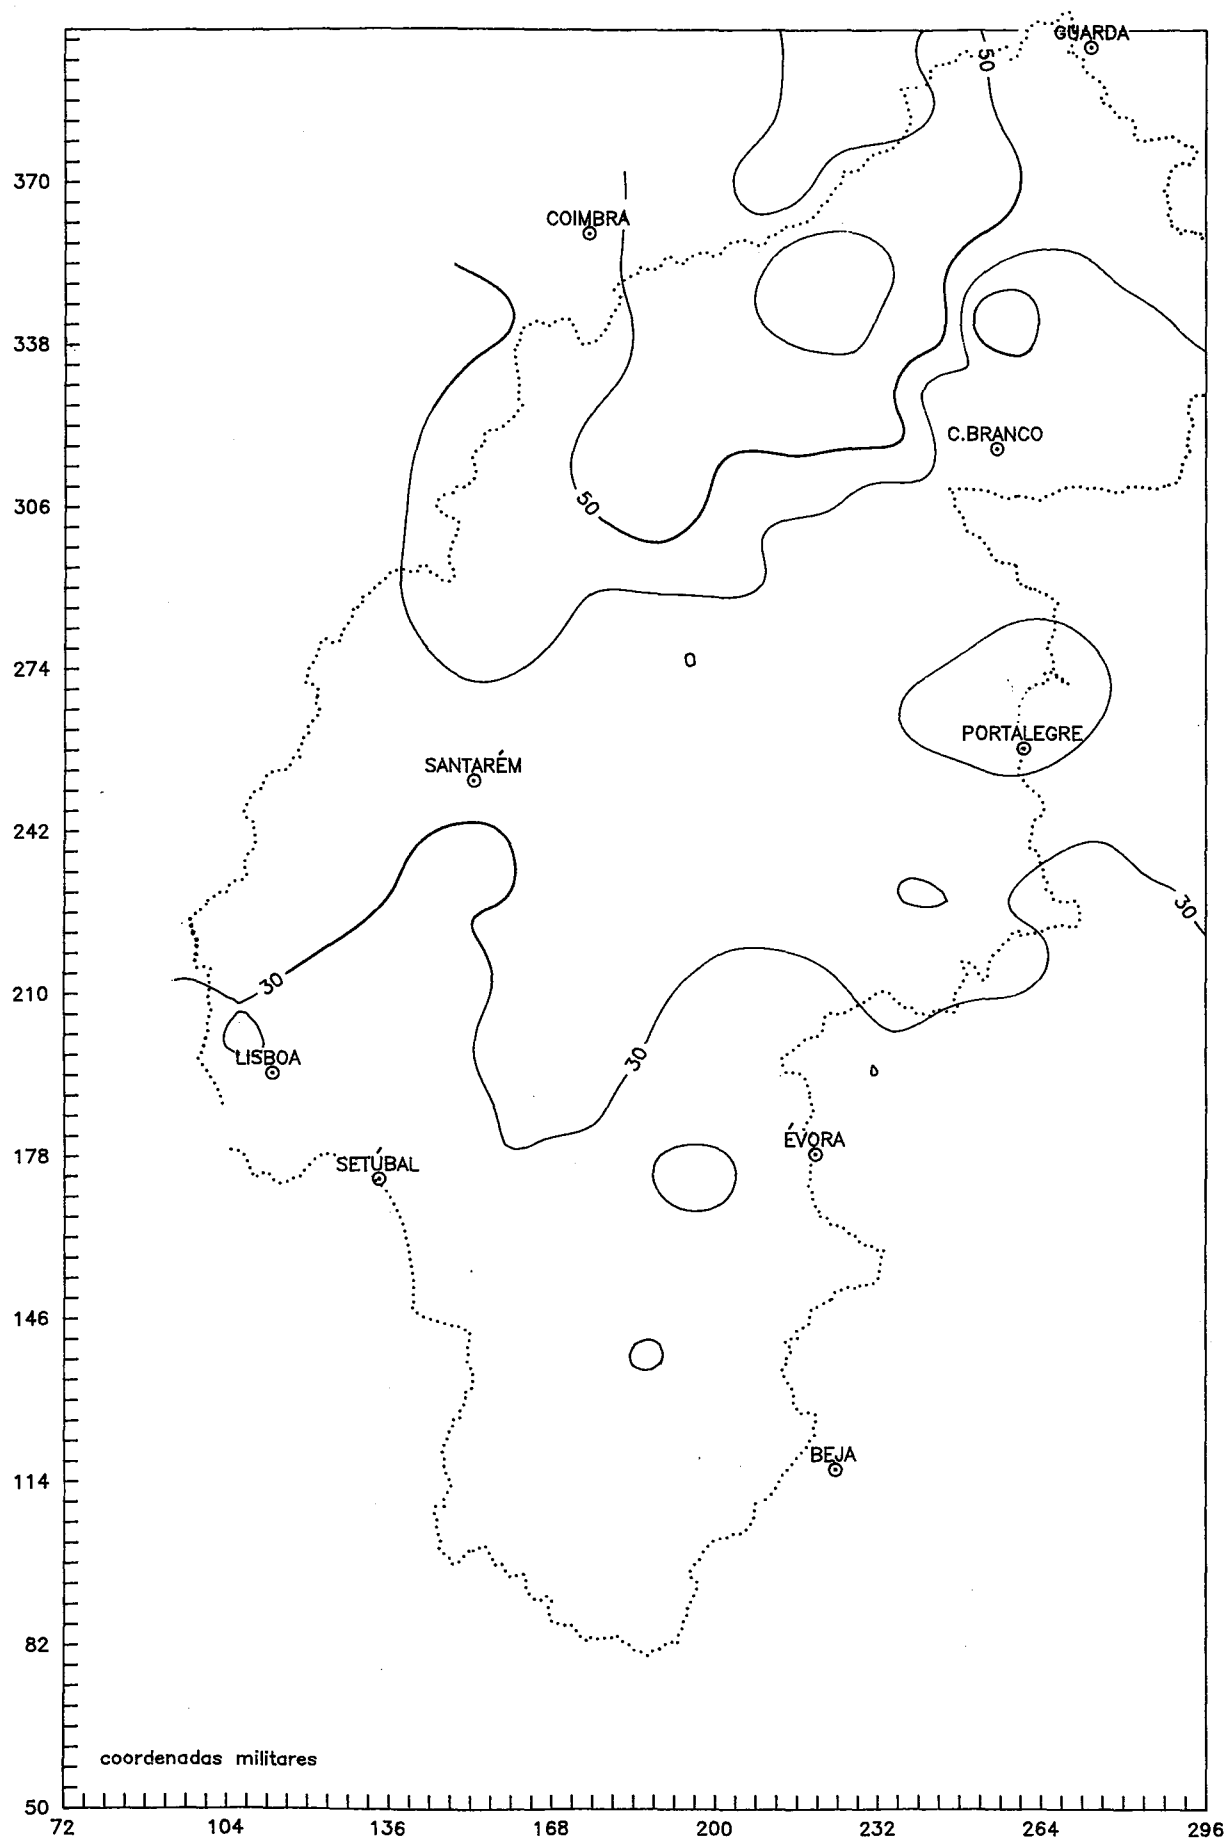 GUARDA
50
370
COIMBRA
338
C.BRANCO
50
306
274
PORTALEGRE
SANTARÉM
242
30
30
210
LISBOA
30
ÉVORA
178
SETÚBAL
146
BEJA
114
82
coordenadas militares
50
72 104 136 168 200 232 264 296